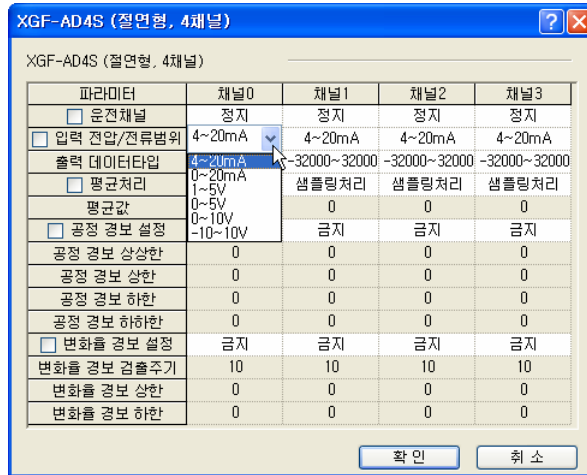 XGF-AD4S (절연형, 4채널)
XGF-AD4S (절연형, 4채널)
파라미터 채널0 채널1 채널2 채널3
운전채널 정지 정지 정지 정지
입력 전압/전류범위 4~20mA 4~20mA 4~20mA 4~20mA
출력 데이터타입 4~20mA -32000~32000 -32000~32000 -32000~32000
0~20mA
평균처리 1~5V 샘플링처리 샘플링처리 샘플링처리
0~5V
평균값 0~10V 0 0 0
공정 경보 설정 -10~10V 금지 금지 금지
공정 경보 상상한 0 0 0 0
공정 경보 상한 0 0 0 0
공정 경보 하한 0 0 0 0
공정 경보 하하한 0 0 0 0
변화율 경보 설정 금지 금지 금지 금지
변화율 경보 검출주기 10 10 10 10
변화율 경보 상한 0 0 0 0
변화율 경보 하한 0 0 0 0
확인 취소